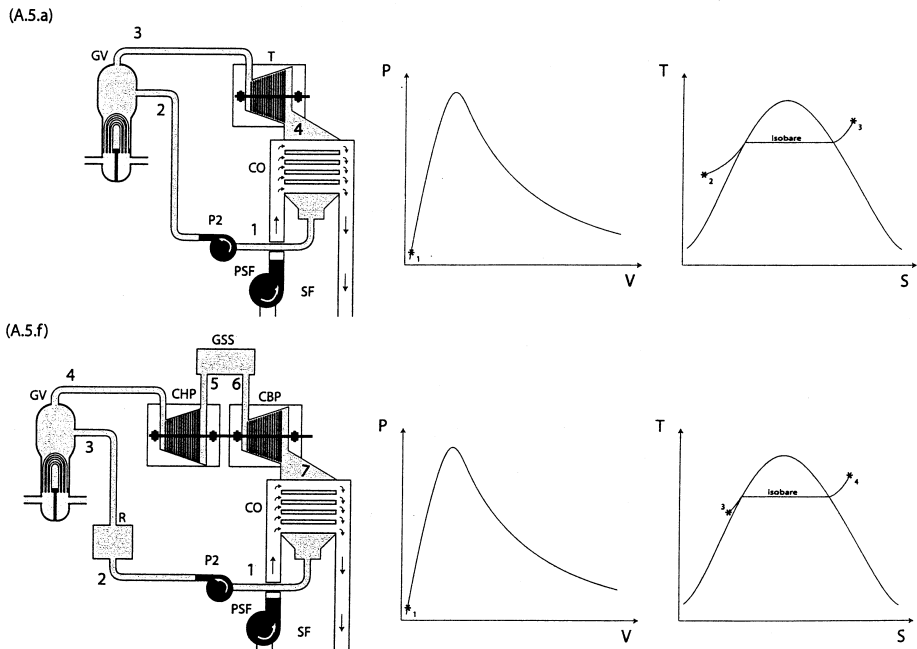 (A.5.a)
3
GV
T
2
4
CO
P2
1
PSF
SF
P
1
V
T
isobare
2
3
S
(A.5.f)
GSS
4
5
6
GV
CHP
CBP
3
7
R
CO
2
P2
1
PSF
SF
P
1
V
T
isobare
3
4
S